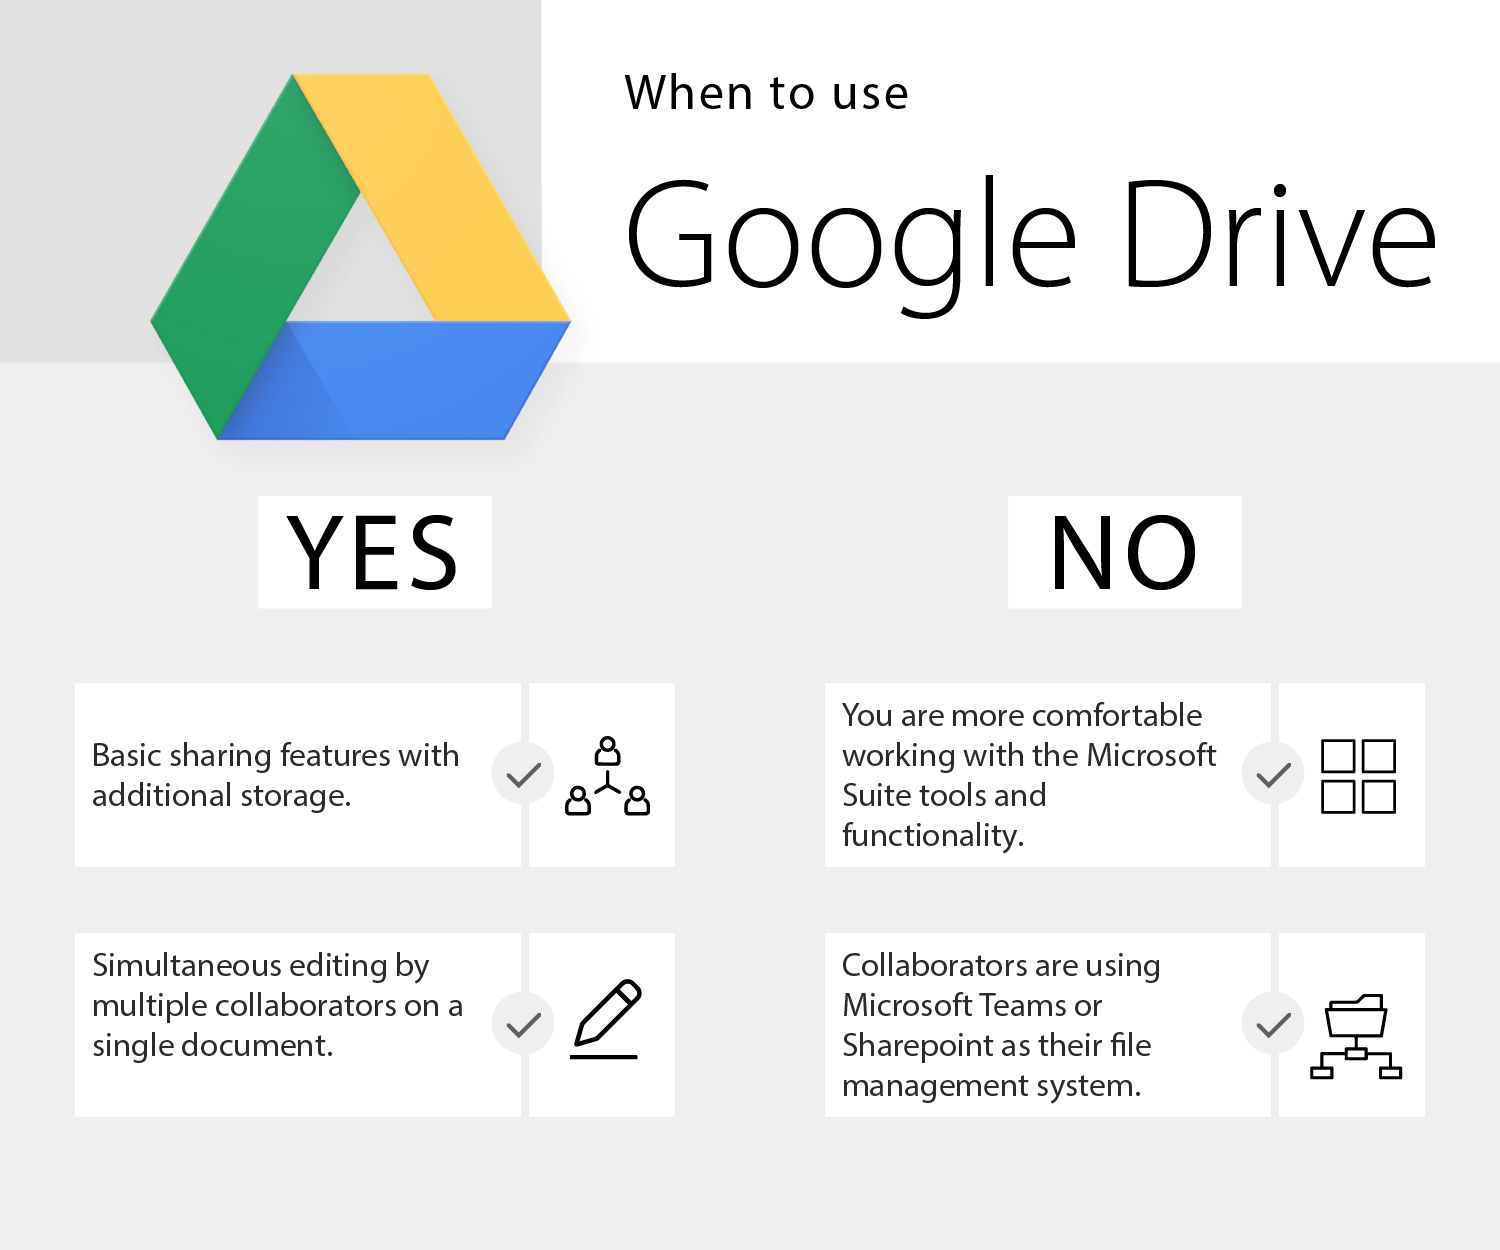 When to use
Google Drive
YES
Basic sharing features with
additional storage.
Simultaneous editing by
multiple collaborators on a
single document.
NO
You are more comfortable
working with the Microsoft
Suite tools and
functionality.
Collaborators are using
Microsoft Teams or
Sharepoint as their file
management system.